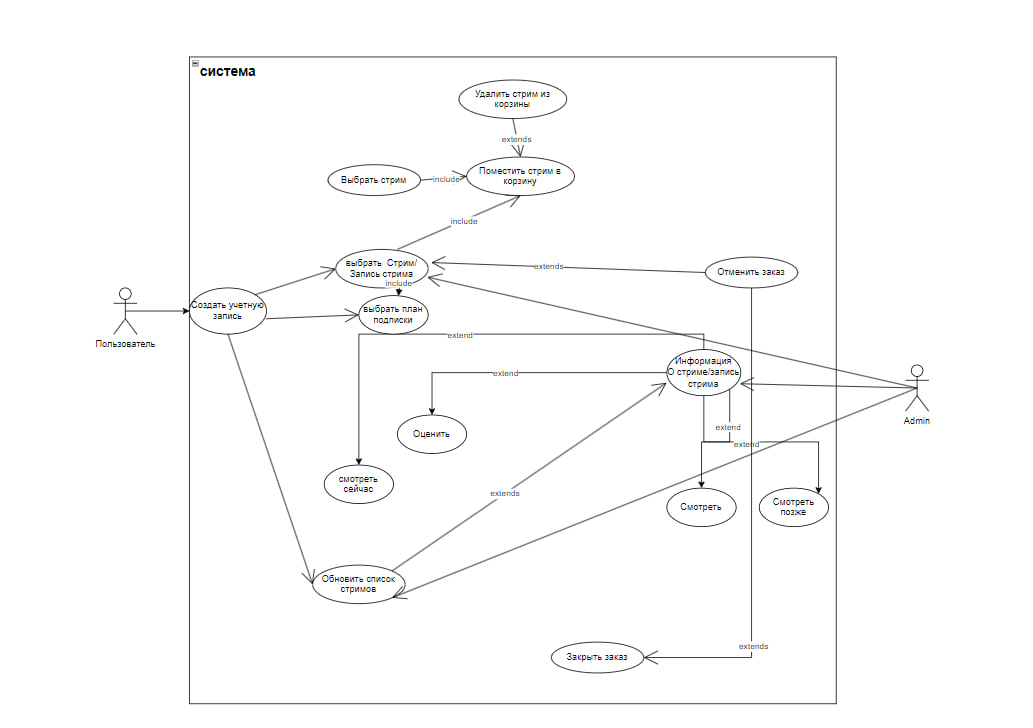 система
Удалить стрим из
корзины
extends
Выбрать стрим
include
Поместить стрим в
корзину
include
выбрать Стрим/
Запись стрима
include
extends
Отменить заказ
Создать учетную
запись
выбрать план
подписки
Пользователь
extend
Информация
О стриме/запись
стрима
extend
Admin
Оценить
extend
extend
смотреть
сейчас
extends
Смотреть
Смотреть
позже
Обновить список
стримов
extends
Закрыть заказ